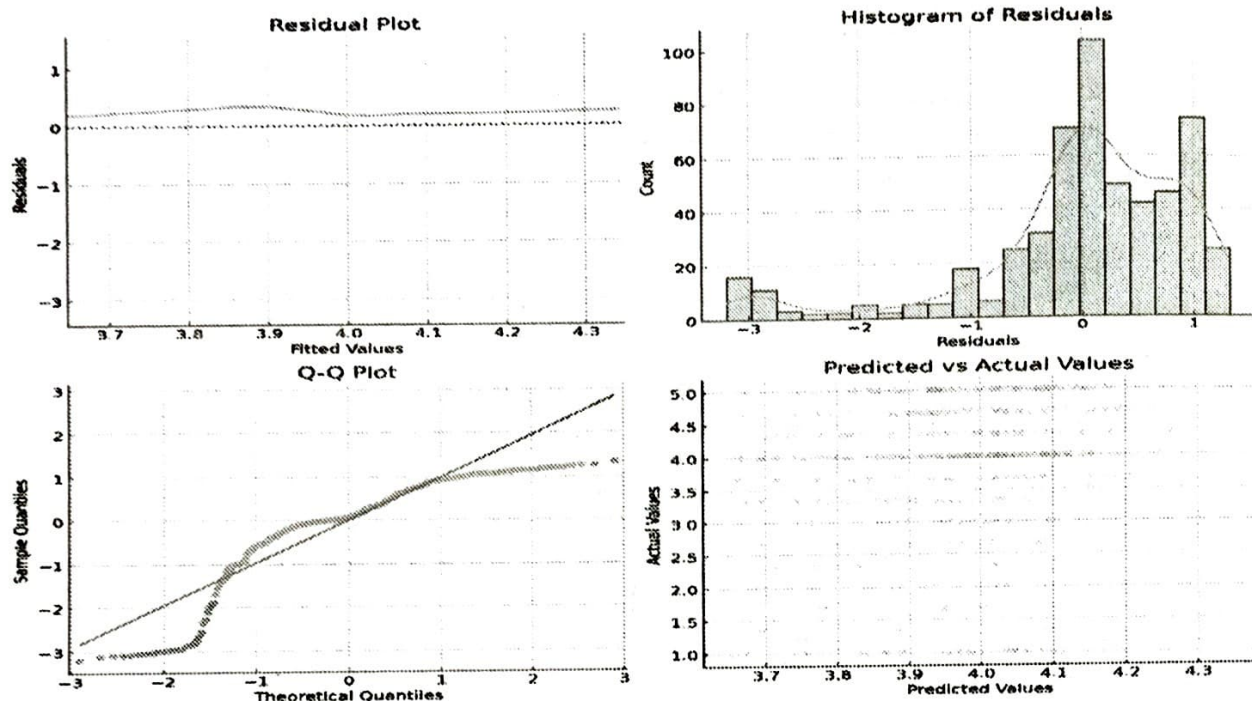 Residual Plot
1
0
−1
−2
−3
Residuals
3.7 3.8 3.9 4.0 4.1 4.2 4.3
Fitted Values
Histogram of Residuals
100
80
60
40
20
0
Count
−3 −2 −1 0 1
Residuals
Q-Q Plot
3
2
1
0
−1
−2
−3
Sample Quantiles
−3 −2 −1 0 1 2 3
Theoretical Quantiles
Predicted vs Actual Values
5.0
4.5
4.0
3.5
3.0
2.5
2.0
1.5
1.0
Actual Values
3.7 3.8 3.9 4.0 4.1 4.2 4.3
Predicted Values